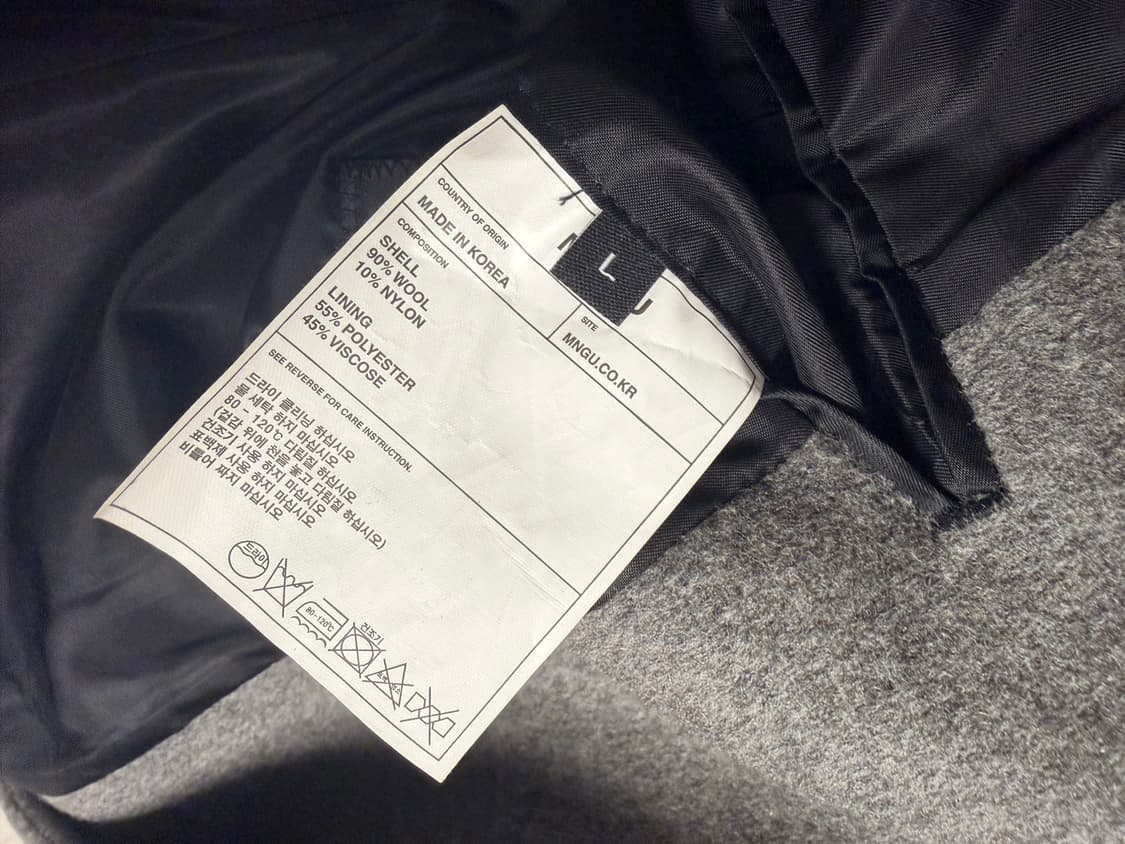 L
COUNTRY OF ORIGIN
MADE IN KOREA
SITE
MNGU.CO.KR
COMPOSITION
SHELL
90% WOOL
10% NYLON
LINING
55% POLYESTER
45% VISCOSE
SEE REVERSE FOR CARE INSTRUCTION.
드라이 클리닝 하십시오
물 세탁 하지 마십시오
80 - 120℃ 다림질 하십시오
(겉감 위에 천을 놓고 다림질 하십시오)
건조기 사용 하지 마십시오
표백제 사용 하지 마십시오
비틀어 짜지 마십시오
드라이
80~120℃
건조기